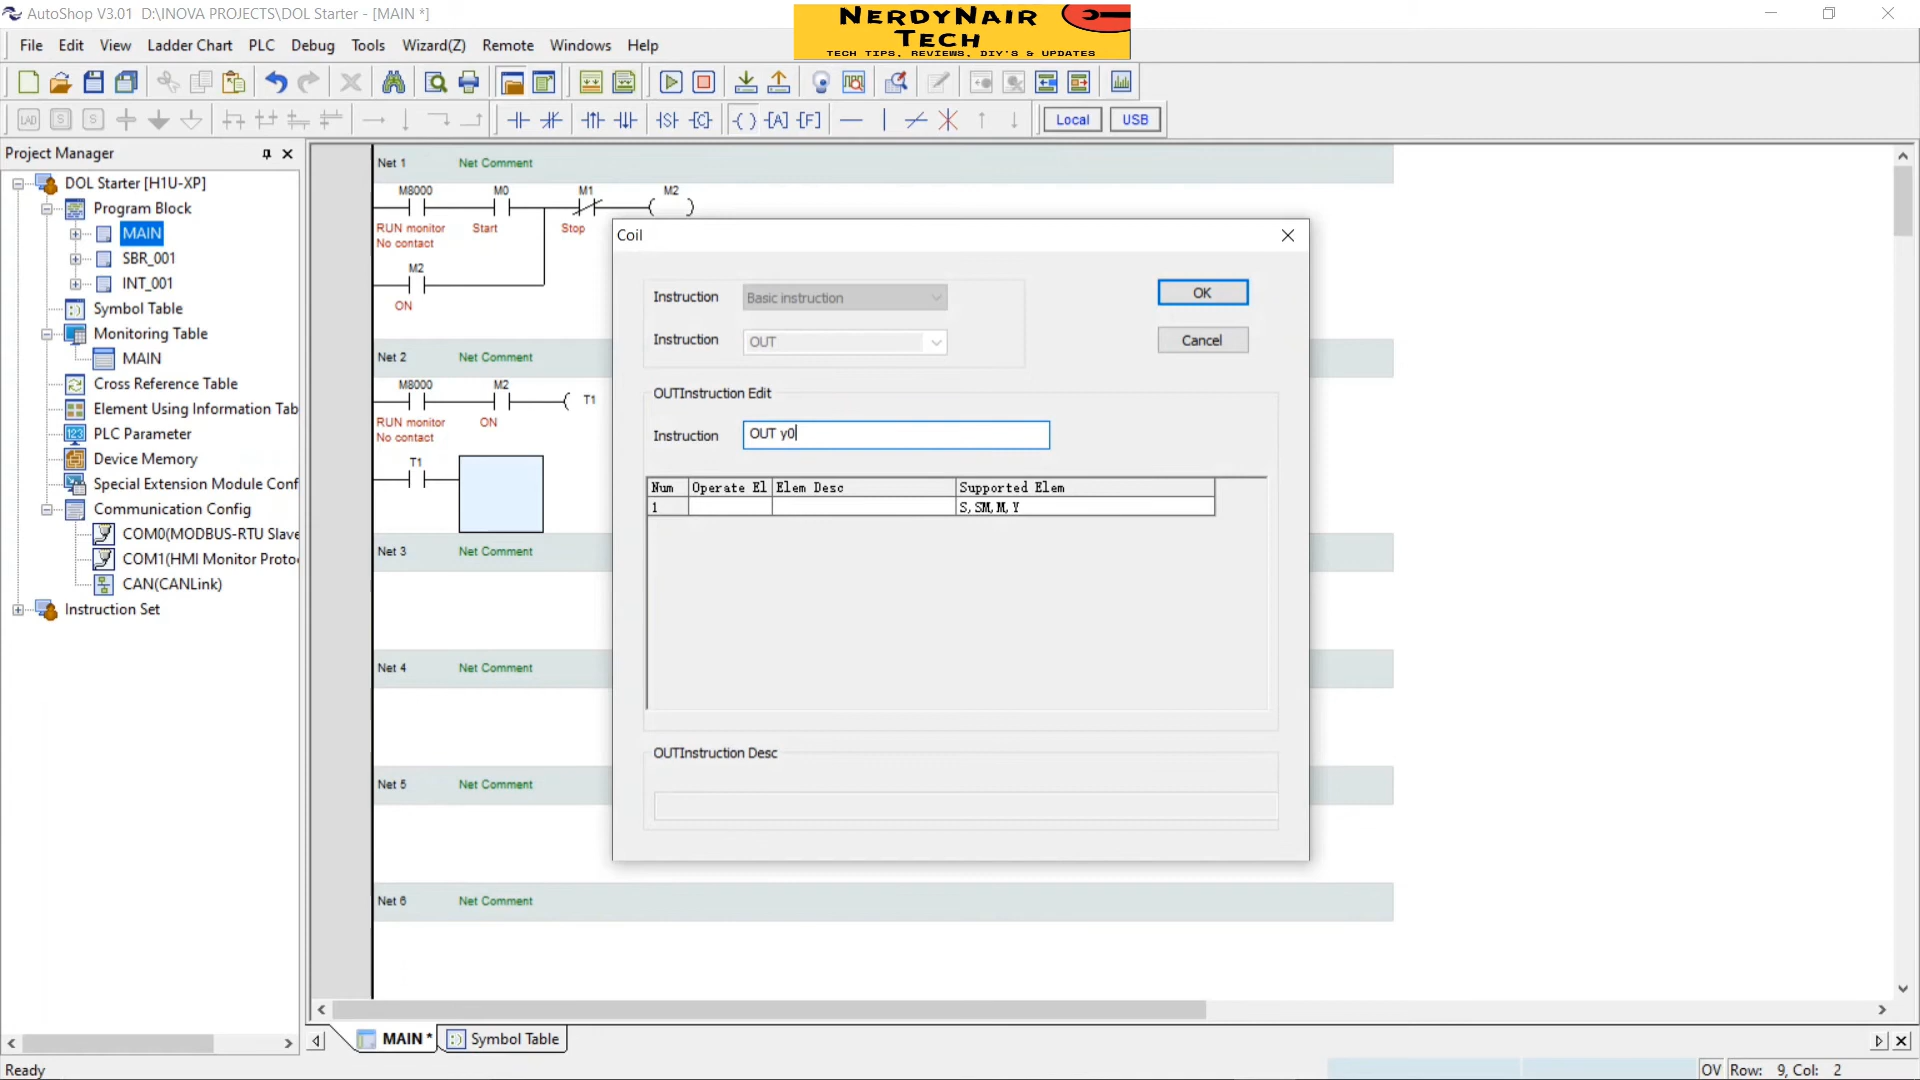 AutoShop V3.01 D:\INOVA PROJECTS\DOL Starter - [MAIN *]
NERDYNAIR
TECH
TECH TIPS, REVIEWS, DIY'S & UPDATES
File Edit View Ladder Chart PLC Debug Tools Wizard(Z) Remote Windows Help
LAD S S S C A F Local USB
Project Manager
DOL Starter [H1U-XP]
Program Block
MAIN
SBR_001
INT_001
Symbol Table
Monitoring Table
MAIN
Cross Reference Table
Element Using Information Tab
PLC Parameter
Device Memory
Special Extension Module Conf
Communication Config
COM0(MODBUS-RTU Slave
COM1(HMI Monitor Proto
CAN(CANLink)
Instruction Set
Net 1 Net Comment
M8000 M0 M1 M2
RUN monitor Start Stop
No contact
M2
ON
Net 2 Net Comment
M8000 M2
T1
RUN monitor ON
No contact
T1
Net 3 Net Comment
Net 4 Net Comment
Net 5 Net Comment
Net 6 Net Comment
Coil
Instruction Basic instruction OK
Instruction OUT Cancel
OUTInstruction Edit
Instruction OUT y0
Num Operate El Elem Desc Supported Elem
1 S,SM,M,Y
OUTInstruction Desc
MAIN * Symbol Table
Ready OV Row: 9, Col: 2